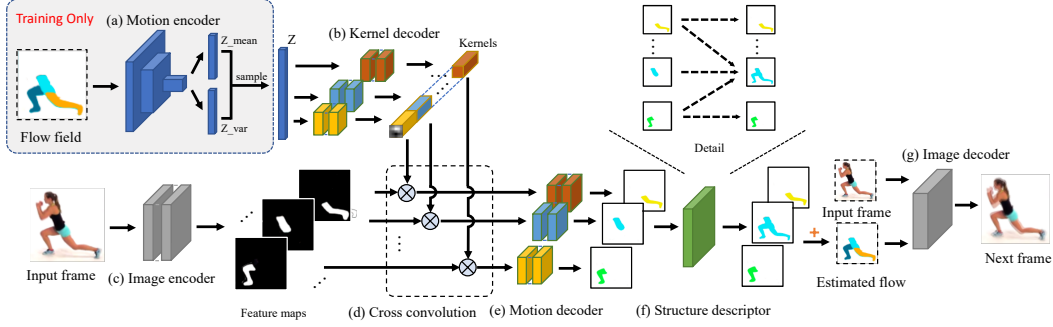 Training Only
(a) Motion encoder
Z_mean
sample
Z_var
Flow field
Z
(b) Kernel decoder
Kernels
Detail
Input frame
(c) Image encoder
Feature maps
(d) Cross convolution
(e) Motion decoder
(f) Structure descriptor
Input frame
+
Estimated flow
(g) Image decoder
Next frame